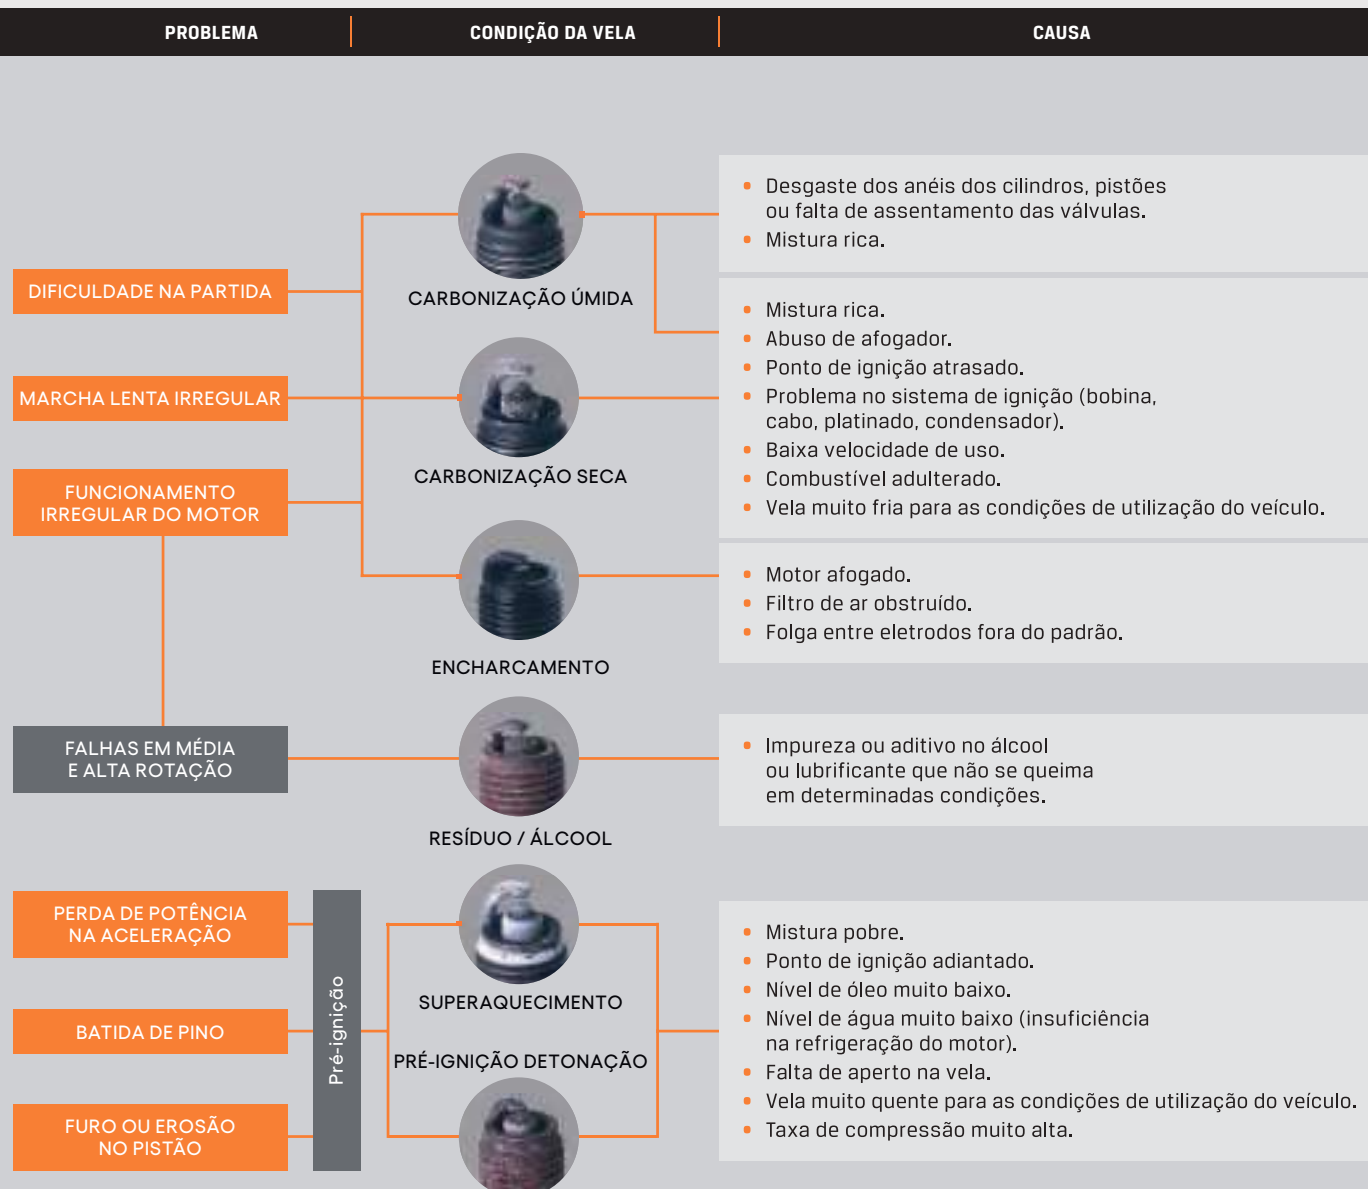 PROBLEMA
CONDIÇÃO DA VELA
CAUSA
DIFICULDADE NA PARTIDA
MARCHA LENTA IRREGULAR
FUNCIONAMENTO
IRREGULAR DO MOTOR
FALHAS EM MÉDIA
E ALTA ROTAÇÃO
PERDA DE POTÊNCIA
NA ACELERAÇÃO
BATIDA DE PINO
FURO OU EROSÃO
NO PISTÃO
Pré-ignição
CARBONIZAÇÃO ÚMIDA
CARBONIZAÇÃO SECA
ENCHARCAMENTO
RESÍDUO / ÁLCOOL
SUPERAQUECIMENTO
PRÉ-IGNIÇÃO DETONAÇÃO
• Desgaste dos anéis dos cilindros, pistões
ou falta de assentamento das válvulas.
• Mistura rica.
• Mistura rica.
• Abuso de afogador.
• Ponto de ignição atrasado.
• Problema no sistema de ignição (bobina,
cabo, platinado, condensador).
• Baixa velocidade de uso.
• Combustível adulterado.
• Vela muito fria para as condições de utilização do veículo.
• Motor afogado.
• Filtro de ar obstruído.
• Folga entre eletrodos fora do padrão.
• Impureza ou aditivo no álcool
ou lubrificante que não se queima
em determinadas condições.
• Mistura pobre.
• Ponto de ignição adiantado.
• Nível de óleo muito baixo.
• Nível de água muito baixo (insuficiência
na refrigeração do motor).
• Falta de aperto na vela.
• Vela muito quente para as condições de utilização do veículo.
• Taxa de compressão muito alta.